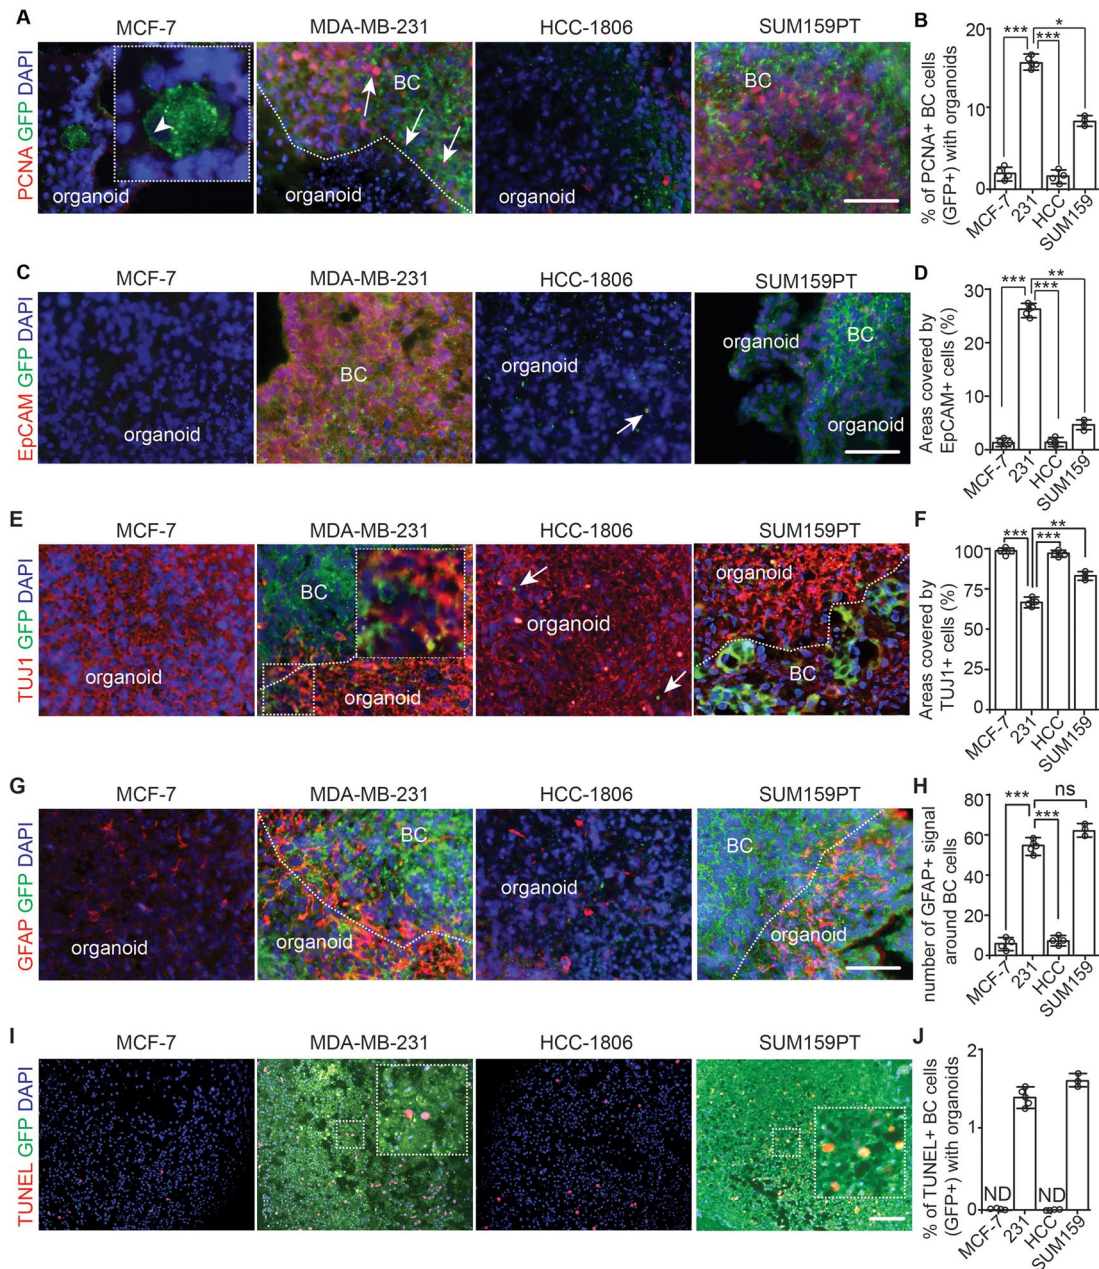 A
MCF-7 MDA-MB-231 HCC-1806 SUM159PT
PCNA GFP DAPI
organoid
BC
organoid
BC
B
% of PCNA+ BC cells
(GFP+) with organoids
20
10
0
*** *** *
MCF-7 231 HCC SUM159
C
MCF-7 MDA-MB-231 HCC-1806 SUM159PT
EpCAM GFP DAPI
organoid
BC
organoid
organoid
BC
organoid
D
Areas covered by
EpCAM+ cells (%)
30
20
10
0
*** *** **
MCF-7 231 HCC SUM159
E
MCF-7 MDA-MB-231 HCC-1806 SUM159PT
TUJ1 GFP DAPI
organoid
BC
organoid
organoid
organoid
BC
F
Areas covered by
TUJ1+ cells (%)
100
75
50
25
0
*** *** **
MCF-7 231 HCC SUM159
G
MCF-7 MDA-MB-231 HCC-1806 SUM159PT
GFAP GFP DAPI
organoid
BC
organoid
organoid
BC
organoid
H
number of GFAP+ signal
around BC cells
80
60
40
20
0
*** *** ns
MCF-7 231 HCC SUM159
I
MCF-7 MDA-MB-231 HCC-1806 SUM159PT
TUNEL GFP DAPI
J
% of TUNEL+ BC cells
(GFP+) with organoids
2
1
0
ND ND
MCF-7 231 HCC SUM159